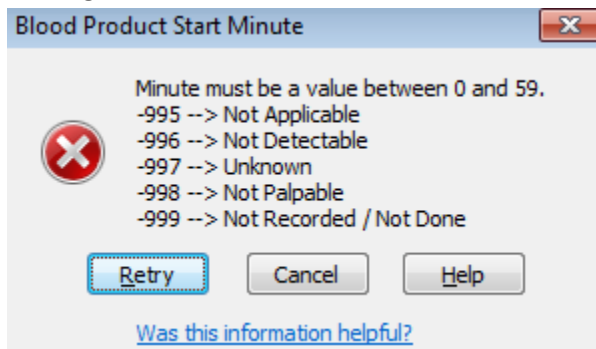 Blood Product Start Minute
Minute must be a value between 0 and 59.
-995 --> Not Applicable
-996 --> Not Detectable
-997 --> Unknown
-998 --> Not Palpable
-999 --> Not Recorded / Not Done
Retry Cancel Help
Was this information helpful?